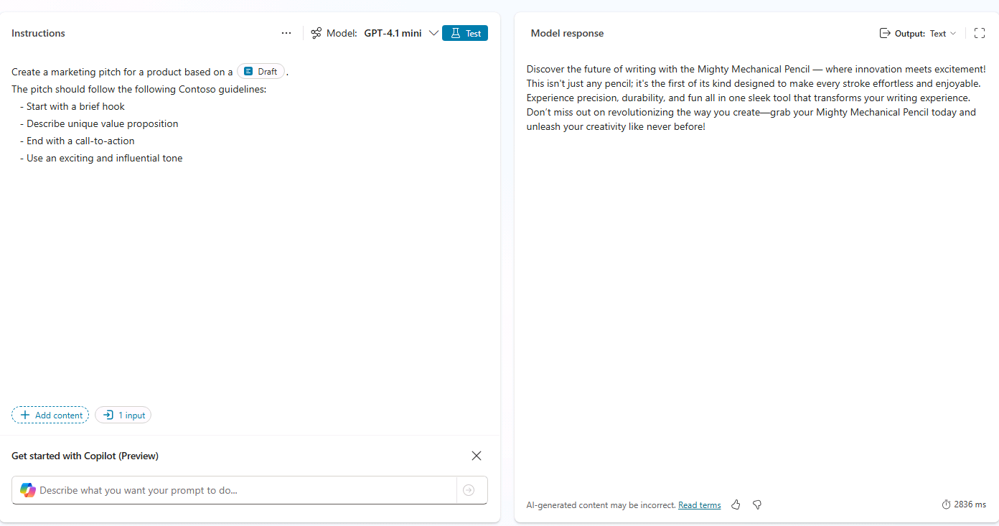 Instructions
Model: GPT-4.1 mini
Test
Create a marketing pitch for a product based on a Draft .
The pitch should follow the following Contoso guidelines:
- Start with a brief hook
- Describe unique value proposition
- End with a call-to-action
- Use an exciting and influential tone
Add content
1 input
Get started with Copilot (Preview)
Describe what you want your prompt to do...
Model response
Output: Text
Discover the future of writing with the Mighty Mechanical Pencil — where innovation meets excitement!
This isn't just any pencil; it's the first of its kind designed to make every stroke effortless and enjoyable.
Experience precision, durability, and fun all in one sleek tool that transforms your writing experience.
Don’t miss out on revolutionizing the way you create—grab your Mighty Mechanical Pencil today and
unleash your creativity like never before!
AI-generated content may be incorrect. Read terms
2836 ms